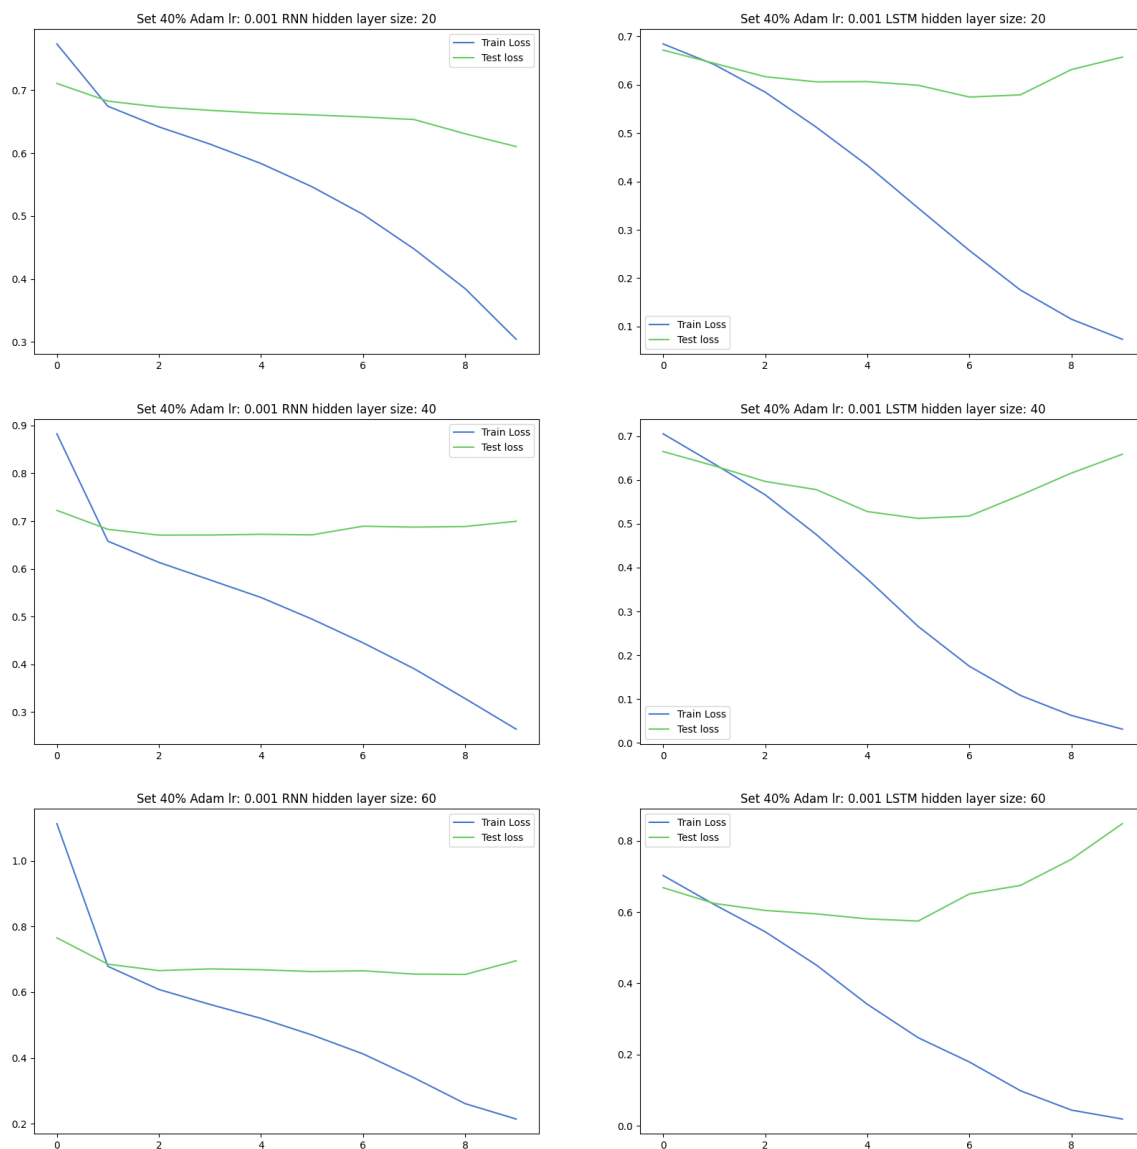 Set 40% Adam lr: 0.001 RNN hidden layer size: 20
Train Loss
Test loss
0.7
0.6
0.5
0.4
0.3
0 2 4 6 8
Set 40% Adam lr: 0.001 LSTM hidden layer size: 20
0.7
0.6
0.5
0.4
0.3
0.2
0.1
Train Loss
Test loss
0 2 4 6 8
Set 40% Adam lr: 0.001 RNN hidden layer size: 40
Train Loss
Test loss
0.9
0.8
0.7
0.6
0.5
0.4
0.3
0 2 4 6 8
Set 40% Adam lr: 0.001 LSTM hidden layer size: 40
0.7
0.6
0.5
0.4
0.3
0.2
0.1
0.0
Train Loss
Test loss
0 2 4 6 8
Set 40% Adam lr: 0.001 RNN hidden layer size: 60
Train Loss
Test loss
1.0
0.8
0.6
0.4
0.2
0 2 4 6 8
Set 40% Adam lr: 0.001 LSTM hidden layer size: 60
Train Loss
Test loss
0.8
0.6
0.4
0.2
0.0
0 2 4 6 8